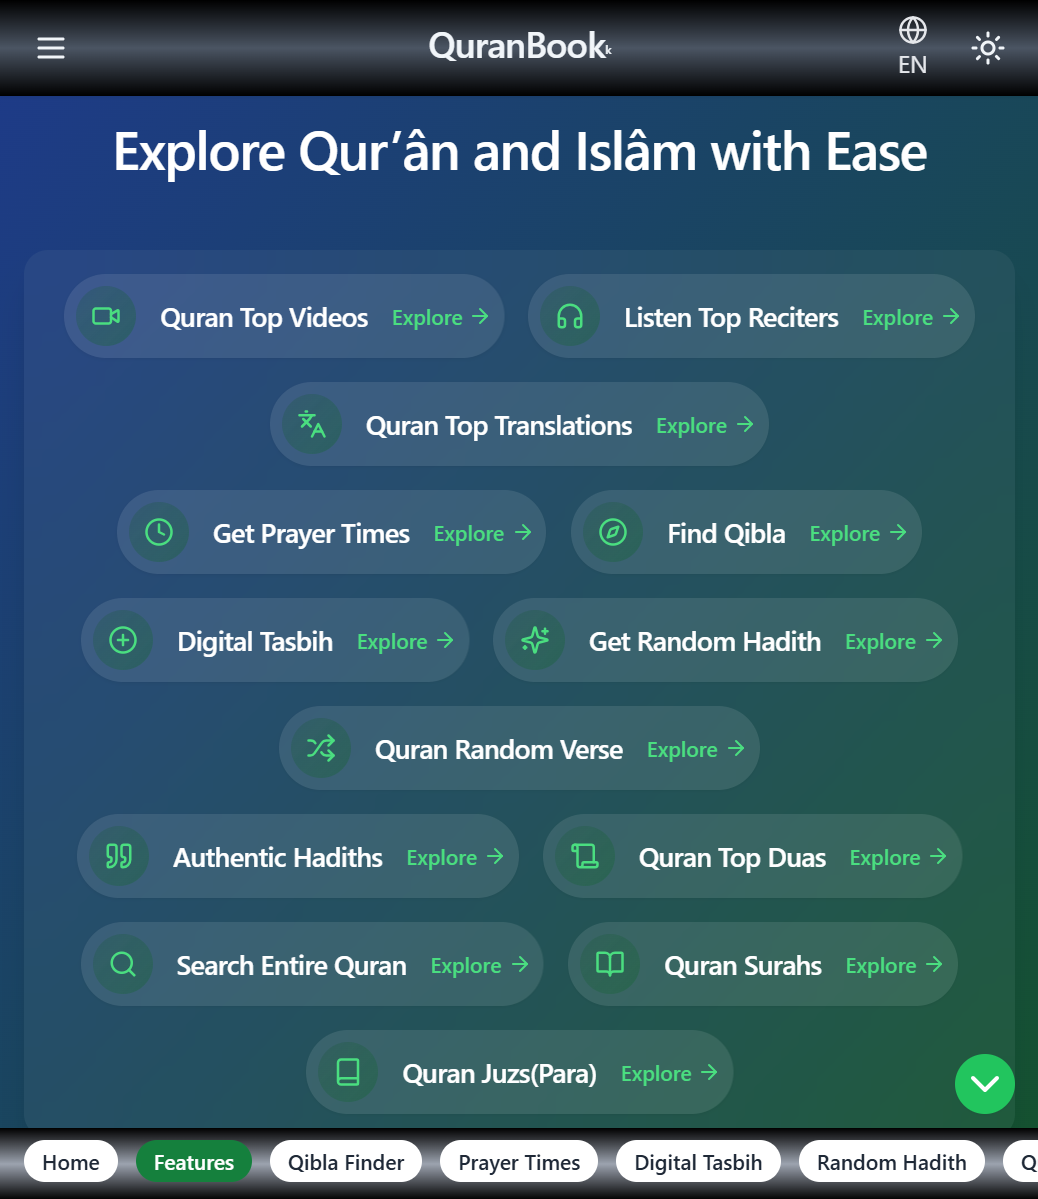 QuranBookk
EN
Explore Qurʼân and Islâm with Ease
Quran Top Videos Explore →
Listen Top Reciters Explore →
Quran Top Translations Explore →
Get Prayer Times Explore →
Find Qibla Explore →
Digital Tasbih Explore →
Get Random Hadith Explore →
Quran Random Verse Explore →
Authentic Hadiths Explore →
Quran Top Duas Explore →
Search Entire Quran Explore →
Quran Surahs Explore →
Quran Juzs(Para) Explore →
Home
Features
Qibla Finder
Prayer Times
Digital Tasbih
Random Hadith